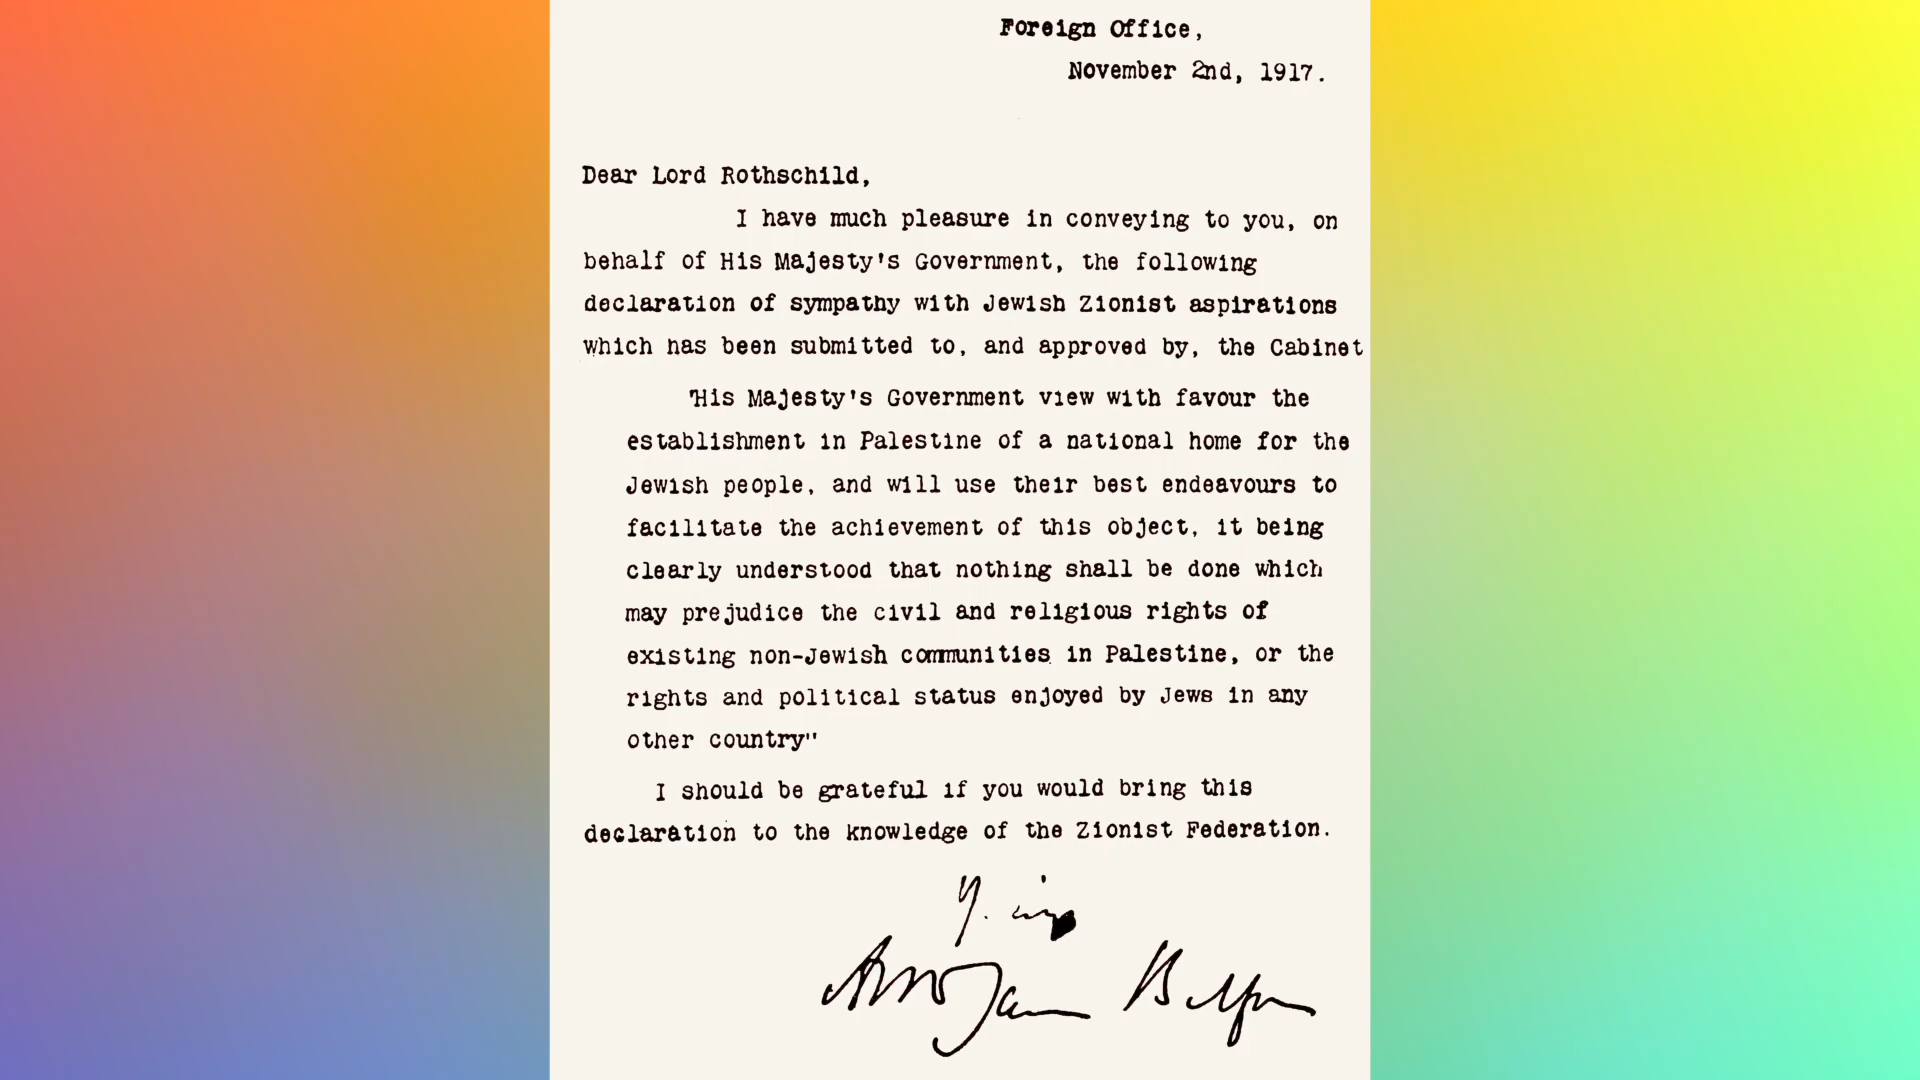 Foreign Office,
November 2nd, 1917.
Dear Lord Rothschild,
I have much pleasure in conveying to you, on
behalf of His Majesty's Government, the following
declaration of sympathy with Jewish Zionist aspirations
which has been submitted to, and approved by, the Cabinet
"His Majesty's Government view with favour the
establishment in Palestine of a national home for the
Jewish people, and will use their best endeavours to
facilitate the achievement of this object, it being
clearly understood that nothing shall be done which
may prejudice the civil and religious rights of
existing non-Jewish communities in Palestine, or the
rights and political status enjoyed by Jews in any
other country"
I should be grateful if you would bring this
declaration to the knowledge of the Zionist Federation.
Arthur James Balfour